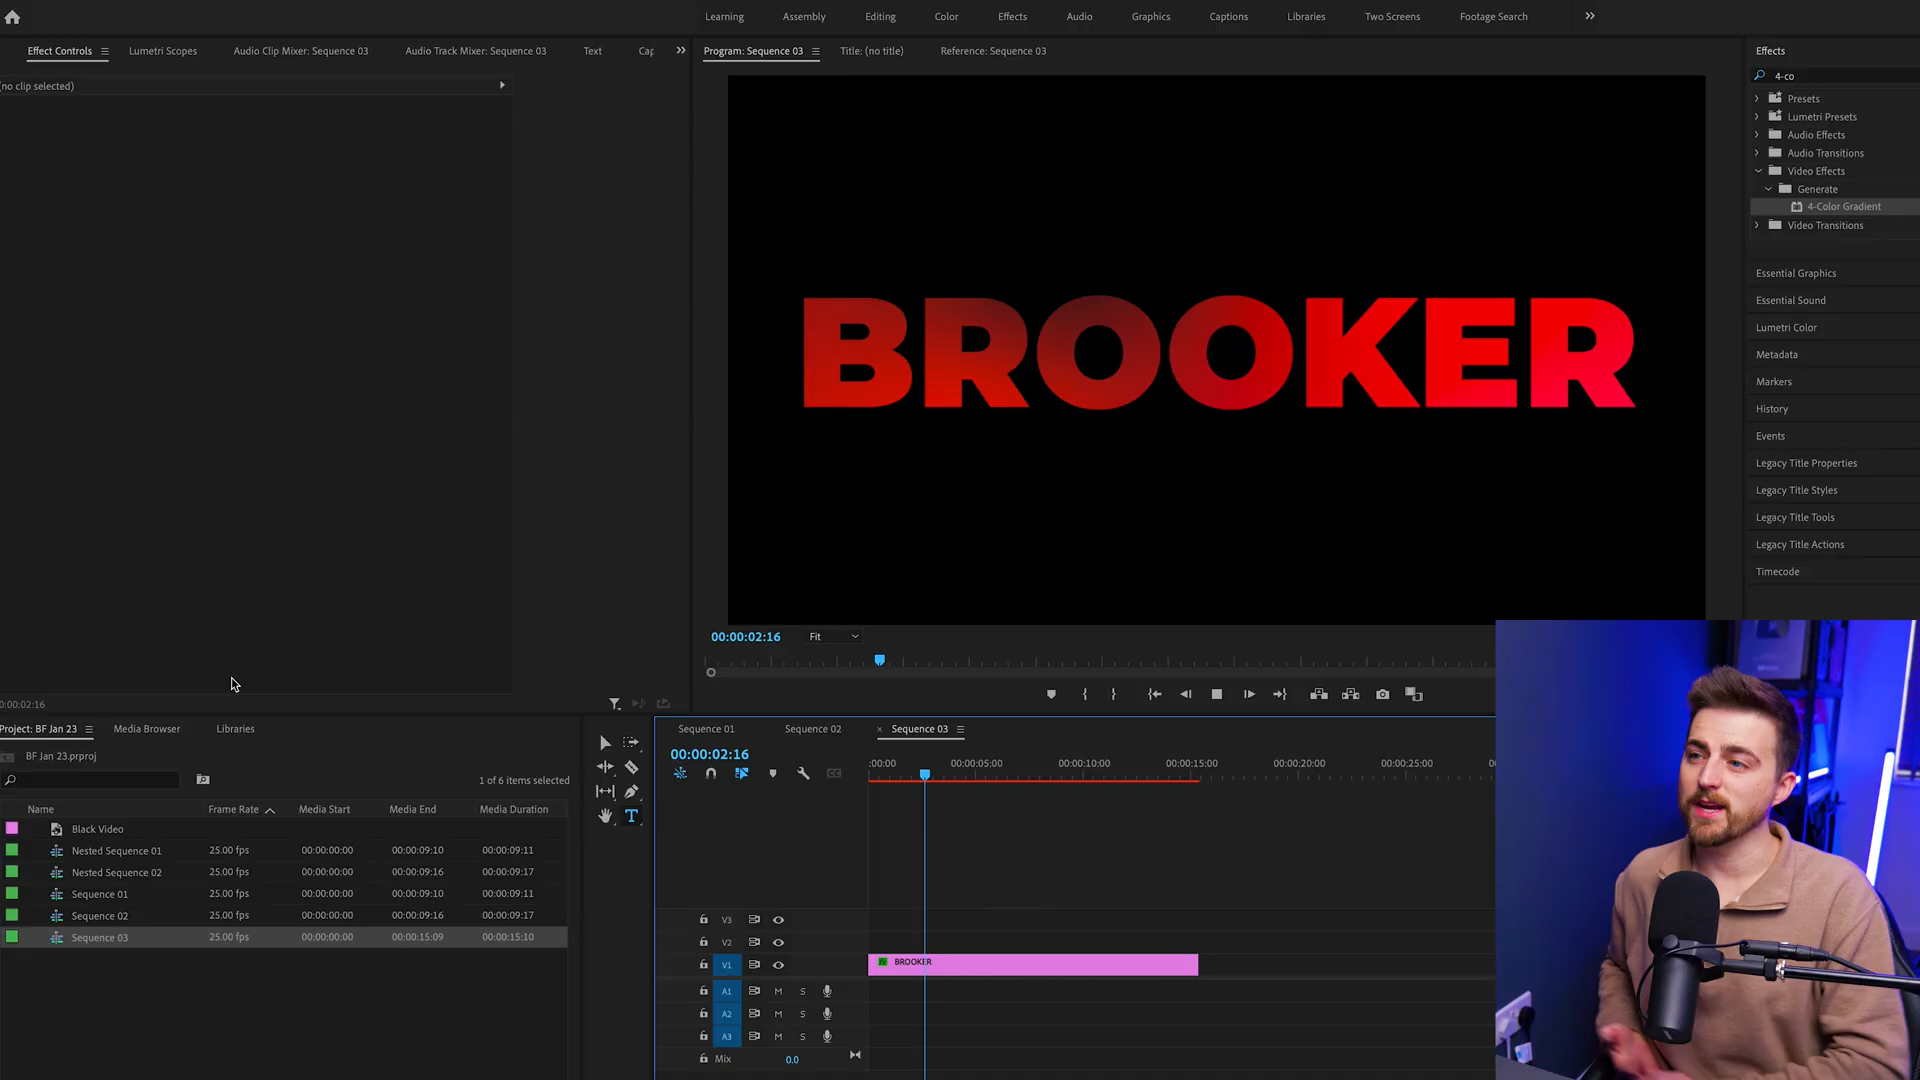 Learning Assembly Editing Color Effects Audio Graphics Captions Libraries Two Screens Footage Search
Effect Controls Lumetri Scopes Audio Clip Mixer: Sequence 03 Audio Track Mixer: Sequence 03 Text Cap
Program: Sequence 03 Title: (no title) Reference: Sequence 03
Effects
(no clip selected)
4-co
Presets
Lumetri Presets
Audio Effects
Audio Transitions
Video Effects
Generate
4-Color Gradient
Video Transitions
Essential Graphics
Essential Sound
Lumetri Color
Metadata
Markers
History
Events
Legacy Title Properties
Legacy Title Styles
Legacy Title Tools
Legacy Title Actions
Timecode
BROOKER
00:00:02:16 Fit
0:00:02:16
Project: BF Jan 23 Media Browser Libraries
BF Jan 23.prproj
1 of 6 items selected
Name Frame Rate Media Start Media End Media Duration
Black Video
Nested Sequence 01 25.00 fps 00:00:00:00 00:00:09:10 00:00:09:11
Nested Sequence 02 25.00 fps 00:00:00:00 00:00:09:16 00:00:09:17
Sequence 01 25.00 fps 00:00:00:00 00:00:09:10 00:00:09:11
Sequence 02 25.00 fps 00:00:00:00 00:00:09:16 00:00:09:17
Sequence 03 25.00 fps 00:00:00:00 00:00:15:09 00:00:15:10
T
Sequence 01 Sequence 02 × Sequence 03
00:00:02:16
:00:00 00:00:05:00 00:00:10:00 00:00:15:00 00:00:20:00 00:00:25:00
CC
V3
V2
V1 fx BROOKER
A1 M S
A2 M S
A3 M S
Mix 0.0